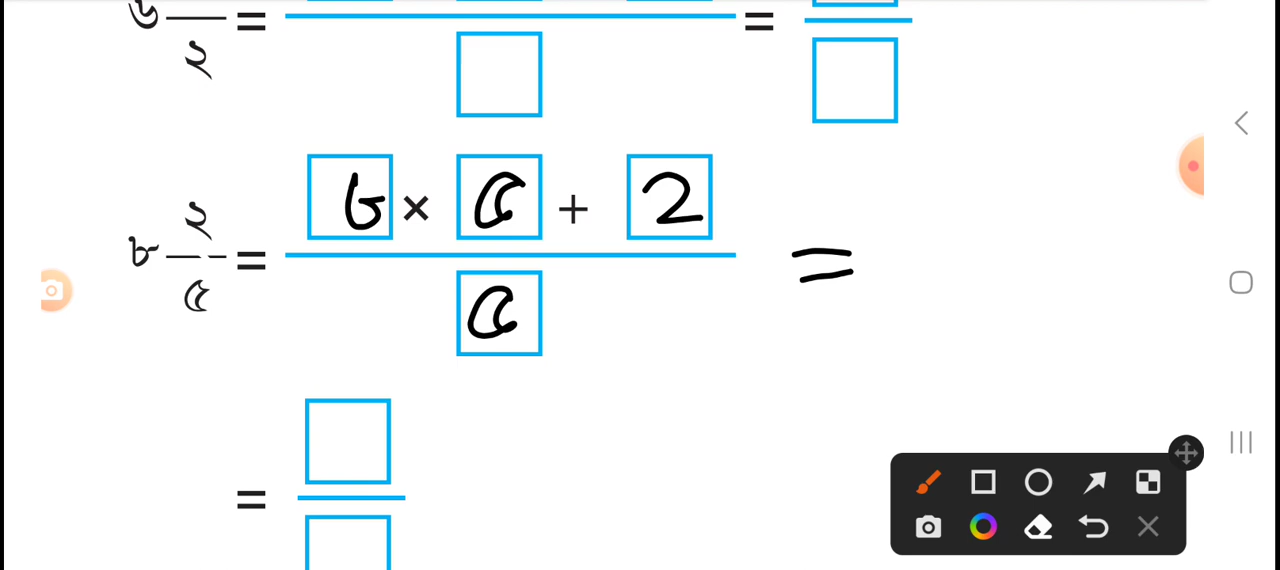 ৬ = =
২
২
৮ = ৮ × ৫ + 2 =
৫ ৫
=